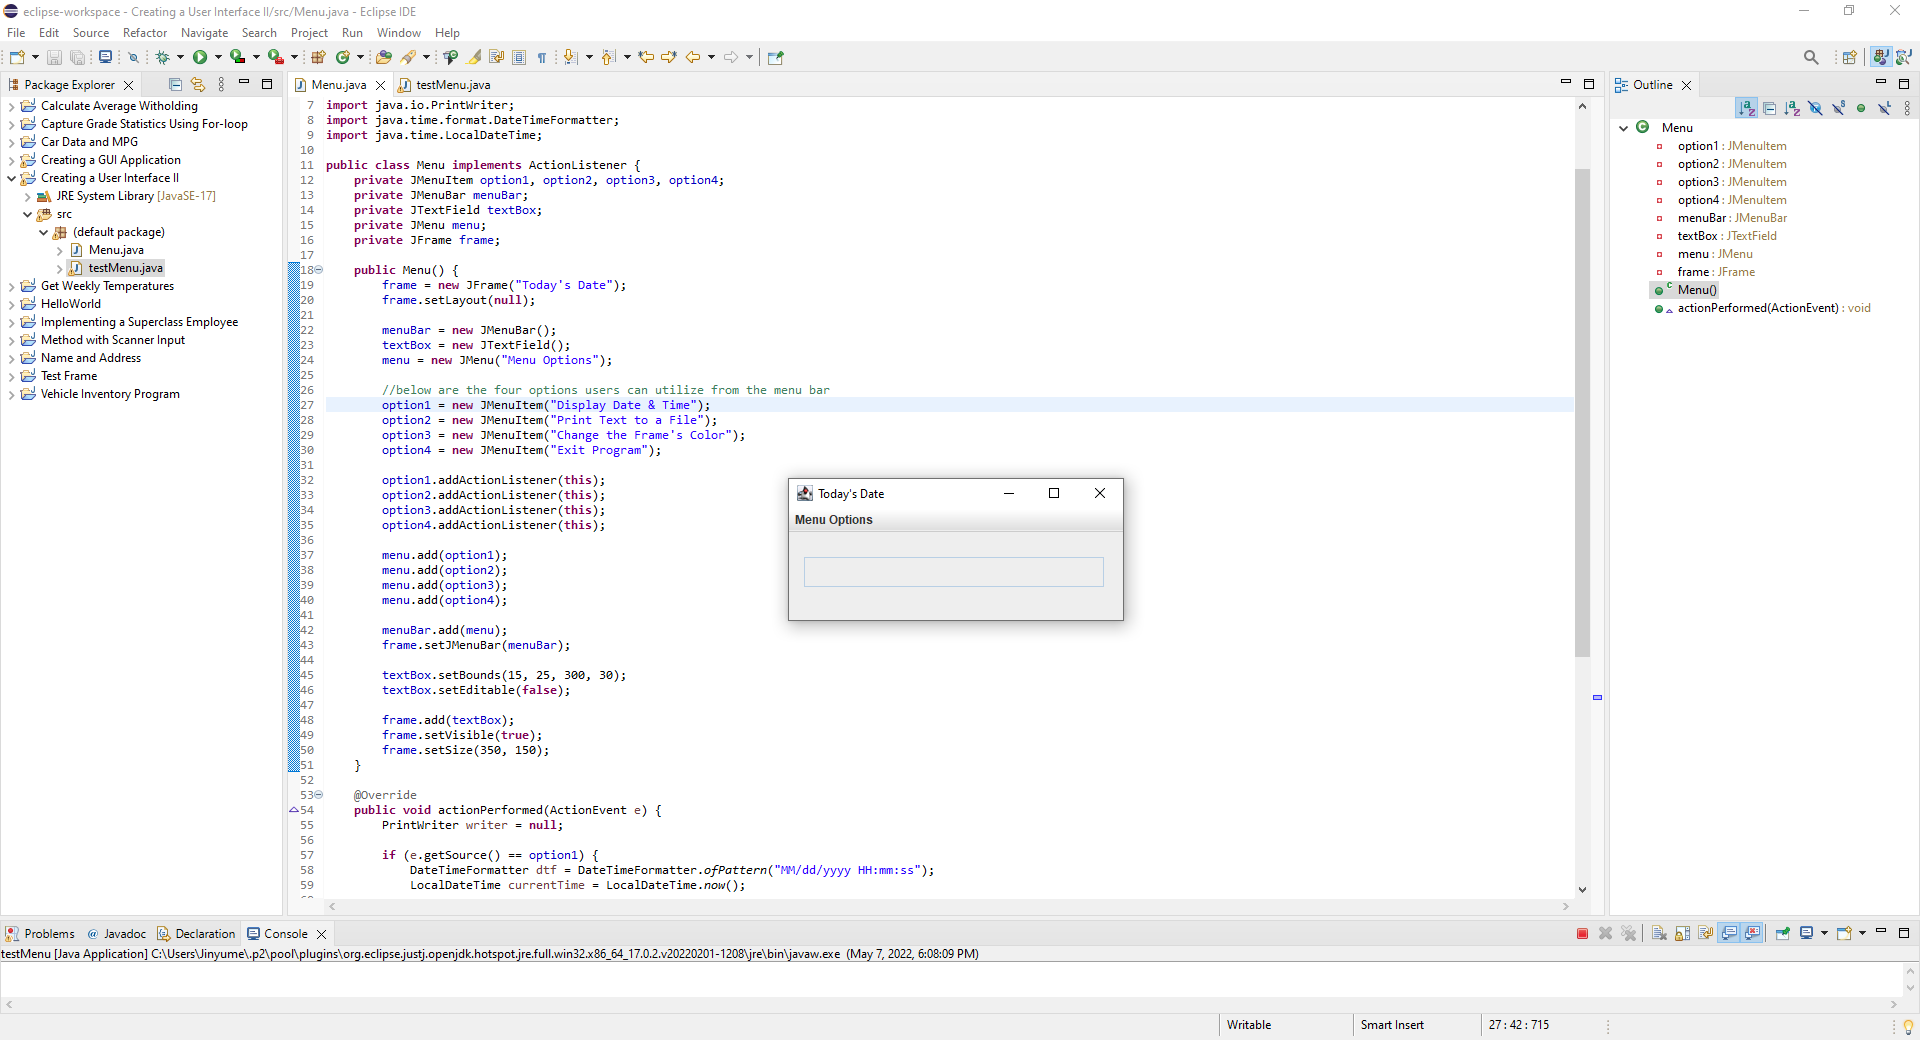 eclipse-workspace - Creating a User Interface II/src/Menu.java - Eclipse IDE
File Edit Source Refactor Navigate Search Project Run Window Help
Package Explorer
Calculate Average Witholding
Capture Grade Statistics Using For-loop
Car Data and MPG
Creating a GUI Application
Creating a User Interface II
JRE System Library [JavaSE-17]
src
(default package)
Menu.java
testMenu.java
Get Weekly Temperatures
HelloWorld
Implementing a Superclass Employee
Method with Scanner Input
Name and Address
Test Frame
Vehicle Inventory Program
Menu.java testMenu.java
7 import java.io.PrintWriter;
8 import java.time.format.DateTimeFormatter;
9 import java.time.LocalDateTime;
10
11 public class Menu implements ActionListener {
12 private JMenuItem option1, option2, option3, option4;
13 private JMenuBar menuBar;
14 private JTextField textBox;
15 private JMenu menu;
16 private JFrame frame;
17
18 public Menu() {
19 frame = new JFrame("Today's Date");
20 frame.setLayout(null);
21
22 menuBar = new JMenuBar();
23 textBox = new JTextField();
24 menu = new JMenu("Menu Options");
25
26 //below are the four options users can utilize from the menu bar
27 option1 = new JMenuItem("Display Date & Time");
28 option2 = new JMenuItem("Print Text to a File");
29 option3 = new JMenuItem("Change the Frame's Color");
30 option4 = new JMenuItem("Exit Program");
31
32 option1.addActionListener(this);
33 option2.addActionListener(this);
34 option3.addActionListener(this);
35 option4.addActionListener(this);
36
37 menu.add(option1);
38 menu.add(option2);
39 menu.add(option3);
40 menu.add(option4);
41
42 menuBar.add(menu);
43 frame.setJMenuBar(menuBar);
44
45 textBox.setBounds(15, 25, 300, 30);
46 textBox.setEditable(false);
47
48 frame.add(textBox);
49 frame.setVisible(true);
50 frame.setSize(350, 150);
51 }
52
53 @Override
54 public void actionPerformed(ActionEvent e) {
55 PrintWriter writer = null;
56
57 if (e.getSource() == option1) {
58 DateTimeFormatter dtf = DateTimeFormatter.ofPattern("MM/dd/yyyy HH:mm:ss");
59 LocalDateTime currentTime = LocalDateTime.now();
Today's Date
Menu Options
Outline
Menu
option1 : JMenuItem
option2 : JMenuItem
option3 : JMenuItem
option4 : JMenuItem
menuBar : JMenuBar
textBox : JTextField
menu : JMenu
frame : JFrame
Menu()
actionPerformed(ActionEvent) : void
Problems Javadoc Declaration Console
testMenu [Java Application] C:\Users\Jinyume\.p2\pool\plugins\org.eclipse.justj.openjdk.hotspot.jre.full.win32.x86_64_17.0.2.v20220201-1208\jre\bin\javaw.exe (May 7, 2022, 6:08:09 PM)
Writable Smart Insert 27 : 42 : 715